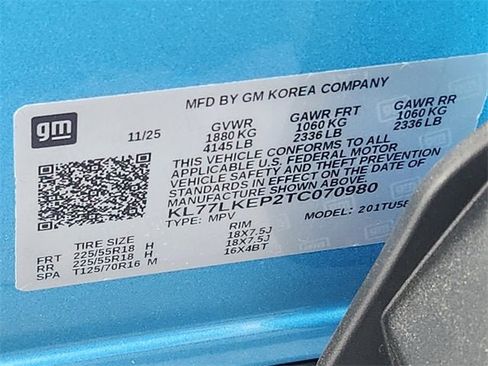 MFD BY GM KOREA COMPANY
gm
11/25 GVWR GAWR FRT GAWR RR
1880 KG 1060 KG 1060 KG
4145 LB 2336 LB 2336 LB
THIS VEHICLE CONFORMS TO ALL
APPLICABLE U.S. FEDERAL MOTOR
VEHICLE SAFETY AND THEFT PREVENTION
STANDARDS IN EFFECT ON THE DATE OF
MANUFACTURE SHOWN ABOVE
KL77LKEP2TC070980
TYPE: MPV MODEL: 201TU58
TIRE SIZE RIM
FRT 225/55R18 H 18X7.5J
RR 225/55R18 H 18X7.5J
SPA T125/70R16 M 16X4BT